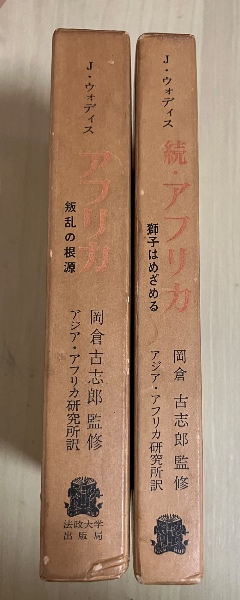 J・ウォディス
アフリカ
叛乱の根源
岡倉古志郎監修
アジア・アフリカ研究所訳
法政大学
出版局
J・ウォディス
続・アフリカ
獅子はめざめる
岡倉古志郎監修
アジア・アフリカ研究所訳